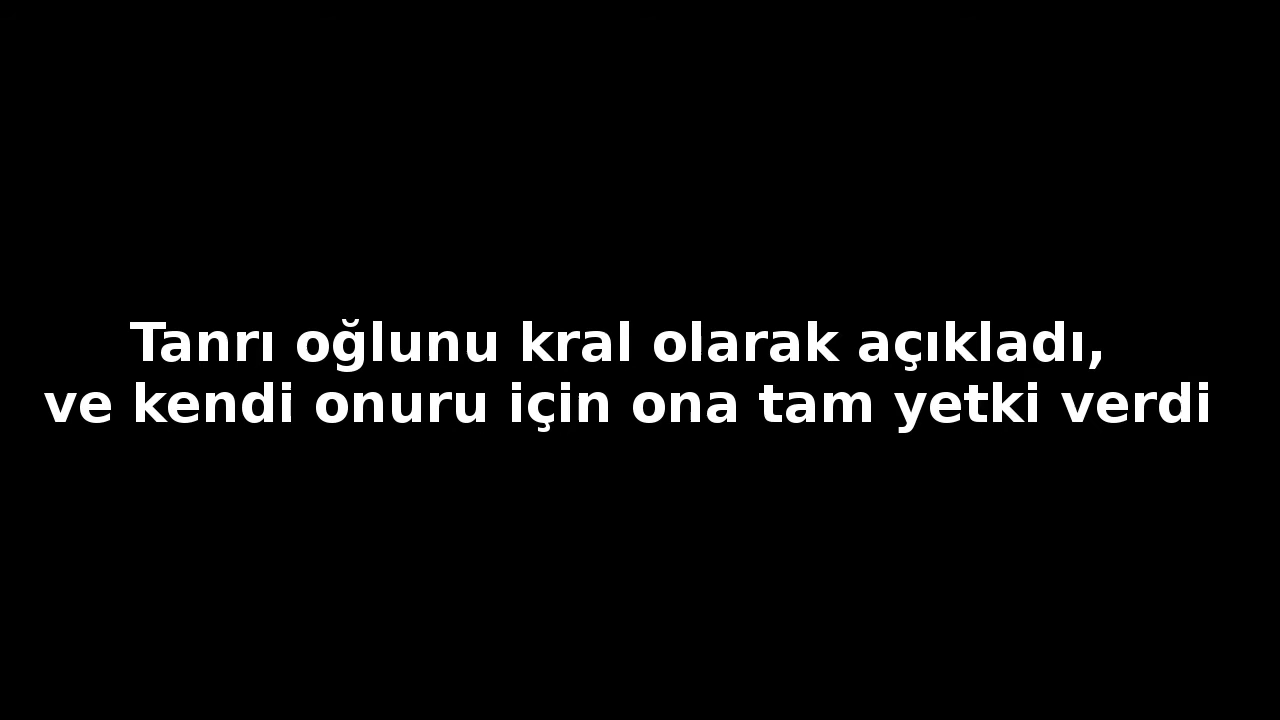 Tanrı oğlunu kral olarak açıkladı,
ve kendi onuru için ona tam yetki verdi